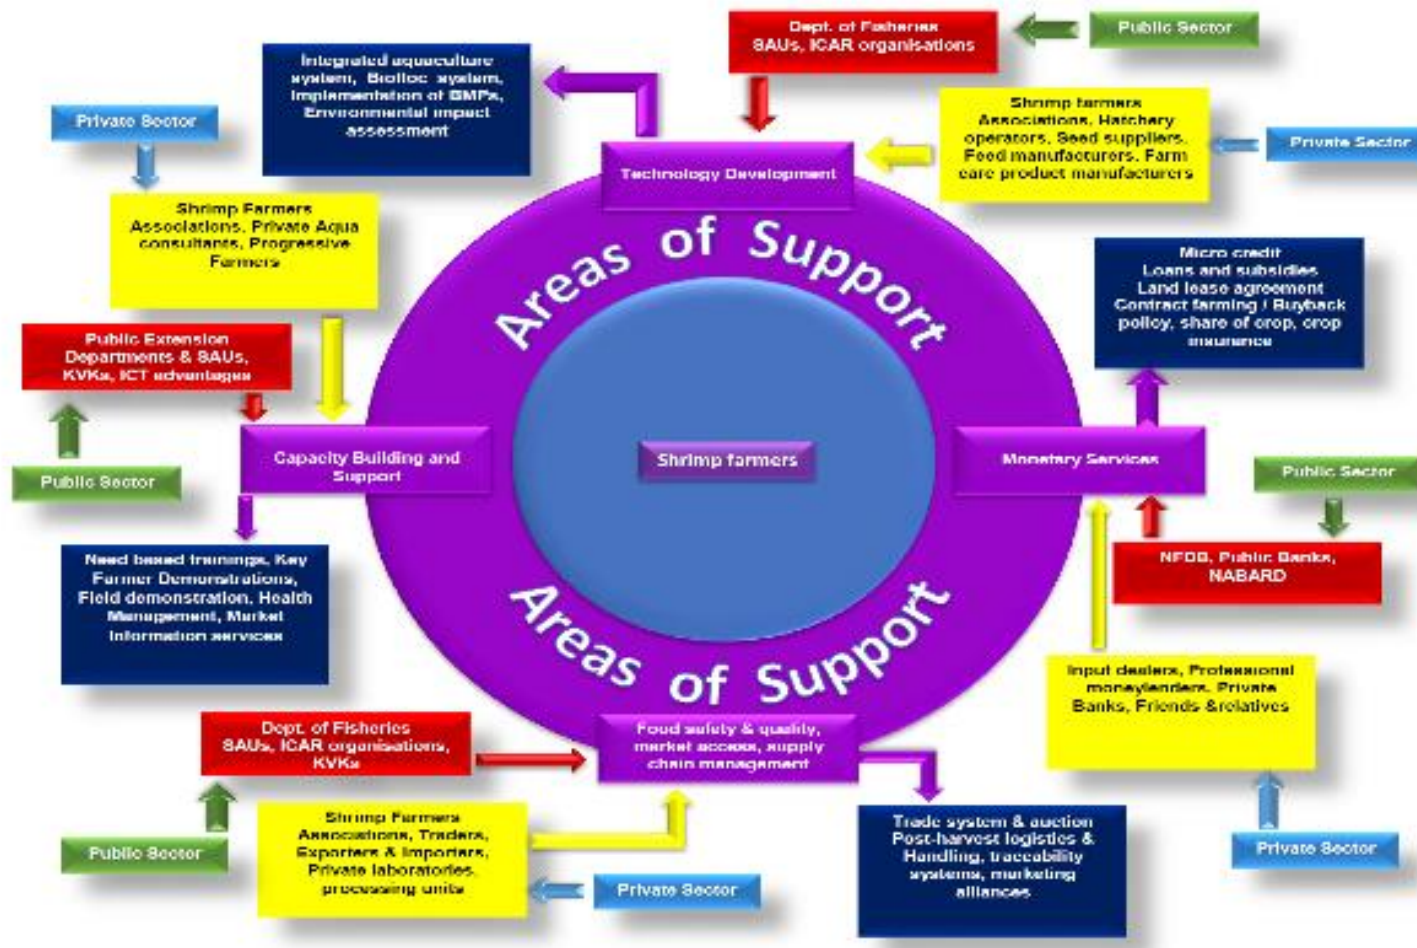 Dept. of Fisheries
SAUs, ICAR organisations
Public Sector
Integrated aquaculture
system, Biofloc system,
Implementation of BMPs,
Environmental impact
assessment
Private Sector
Shrimp farmers
Associations, Hatchery
operators, Seed suppliers,
Feed manufacturers, Farm
care product manufacturers
Private Sector
Technology Development
Shrimp Farmers
Associations, Private Aqua
consultants, Progressive
Farmers
Areas of Support
Micro credit
Loans and subsidies
Land lease agreement
Contract farming / Buyback
policy, share of crop, crop
insurance
Public Extension
Departments & SAUs,
KVKs, ICT advantages
Capacity Building and
Support
Shrimp farmers
Monetary Services
Public Sector
Public Sector
Need based trainings, Key
Farmer Demonstrations,
Field demonstration, Health
Management, Market
Information services
NFDB, Public Banks,
NABARD
Areas of Support
Input dealers, Professional
moneylenders, Private
Banks, Friends &relatives
Dept. of Fisheries
SAUs, ICAR organisations,
KVKs
Food safety & quality,
market access, supply
chain management
Public Sector
Shrimp Farmers
Associations, Traders,
Exporters & Importers,
Private laboratories,
processing units
Private Sector
Trade system & auction
Post-harvest logistics &
Handling, traceability
systems, marketing
alliances
Private Sector